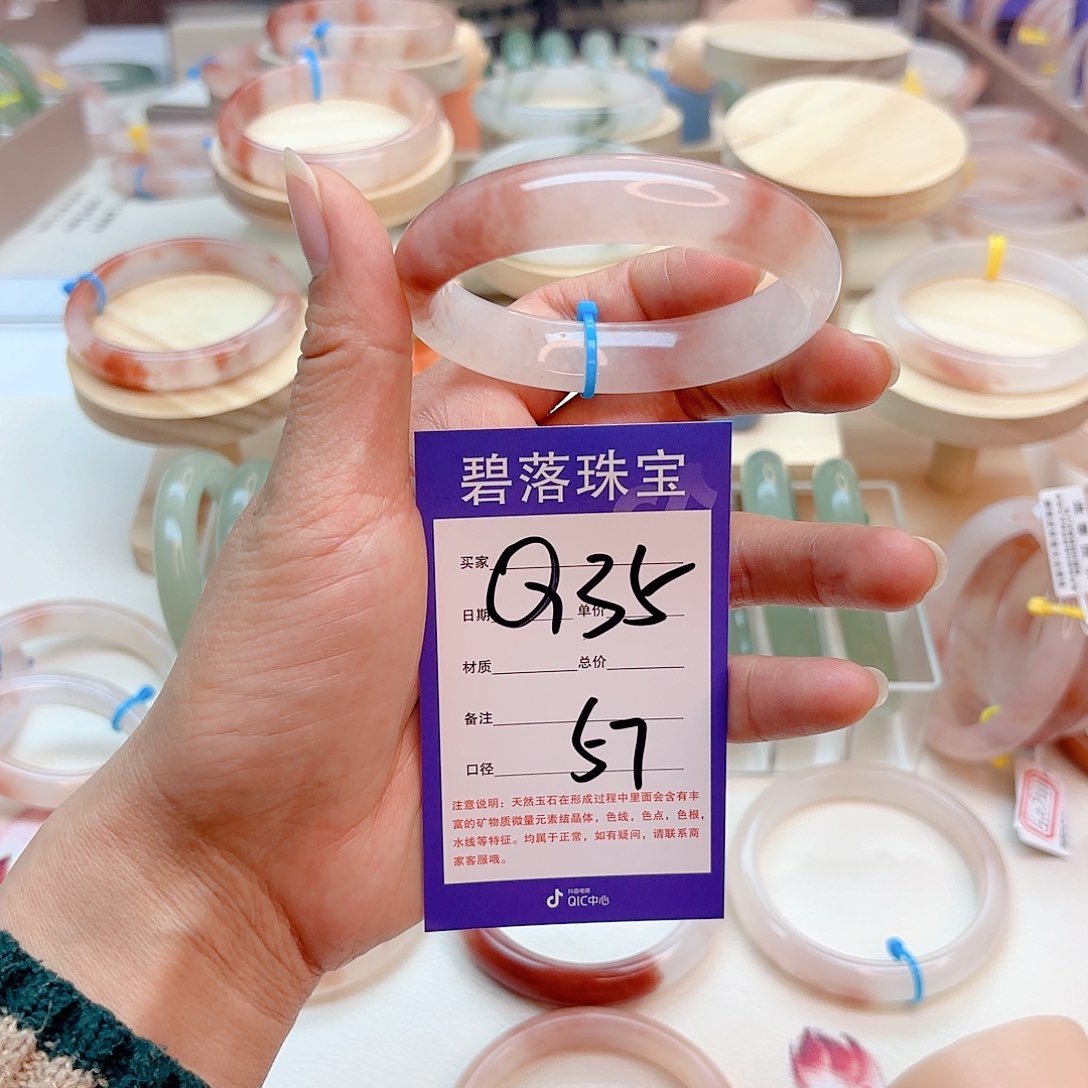 碧落珠宝
买家 Q35
日期 单价
材质 总价
备注
口径 57
注意说明：天然玉石在形成过程中里面会含有丰
富的矿物质微量元素结晶体，色线，色点，色根，
水线等特征。均属于正常，如有疑问，请联系商
家客服哦。
抖音电商
QIC中心